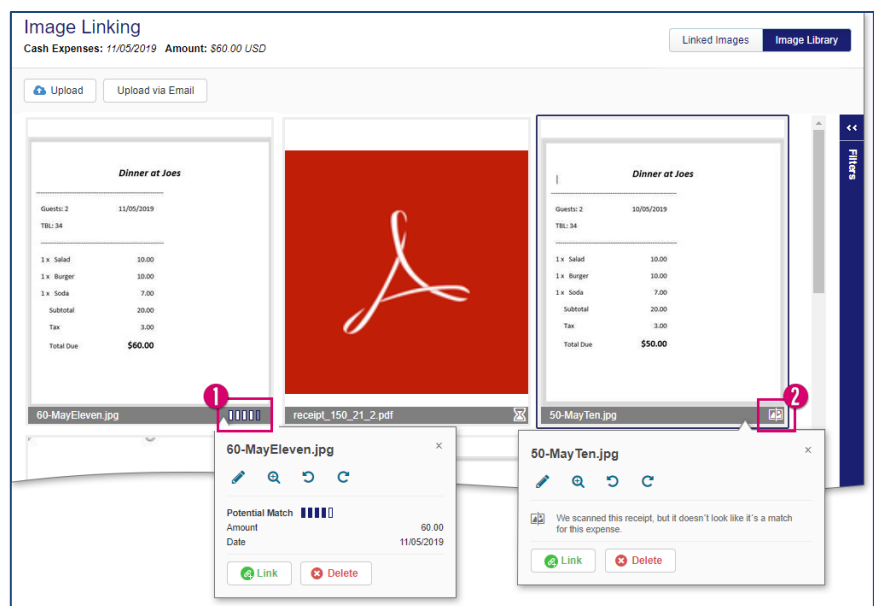 Image Linking
Cash Expenses: 11/05/2019 Amount: $60.00 USD
Linked Images
Image Library
Upload
Upload via Email
<<
Filters
Dinner at Joes
Guests: 2 11/05/2019
TBL: 34
1 x Salad 10.00
1 x Burger 10.00
1 x Soda 7.00
Subtotal 20.00
Tax 3.00
Total Due $60.00
60-MayEleven.jpg
1
receipt_150_21_2.pdf
Dinner at Joes
Guests: 2 10/05/2019
TBL: 34
1 x Salad 10.00
1 x Burger 10.00
1 x Soda 7.00
Subtotal 20.00
Tax 3.00
Total Due $50.00
50-MayTen.jpg
2
60-MayEleven.jpg ×
Potential Match
Amount 60.00
Date 11/05/2019
Link Delete
50-MayTen.jpg ×
We scanned this receipt, but it doesn't look like it's a match
for this expense.
Link Delete